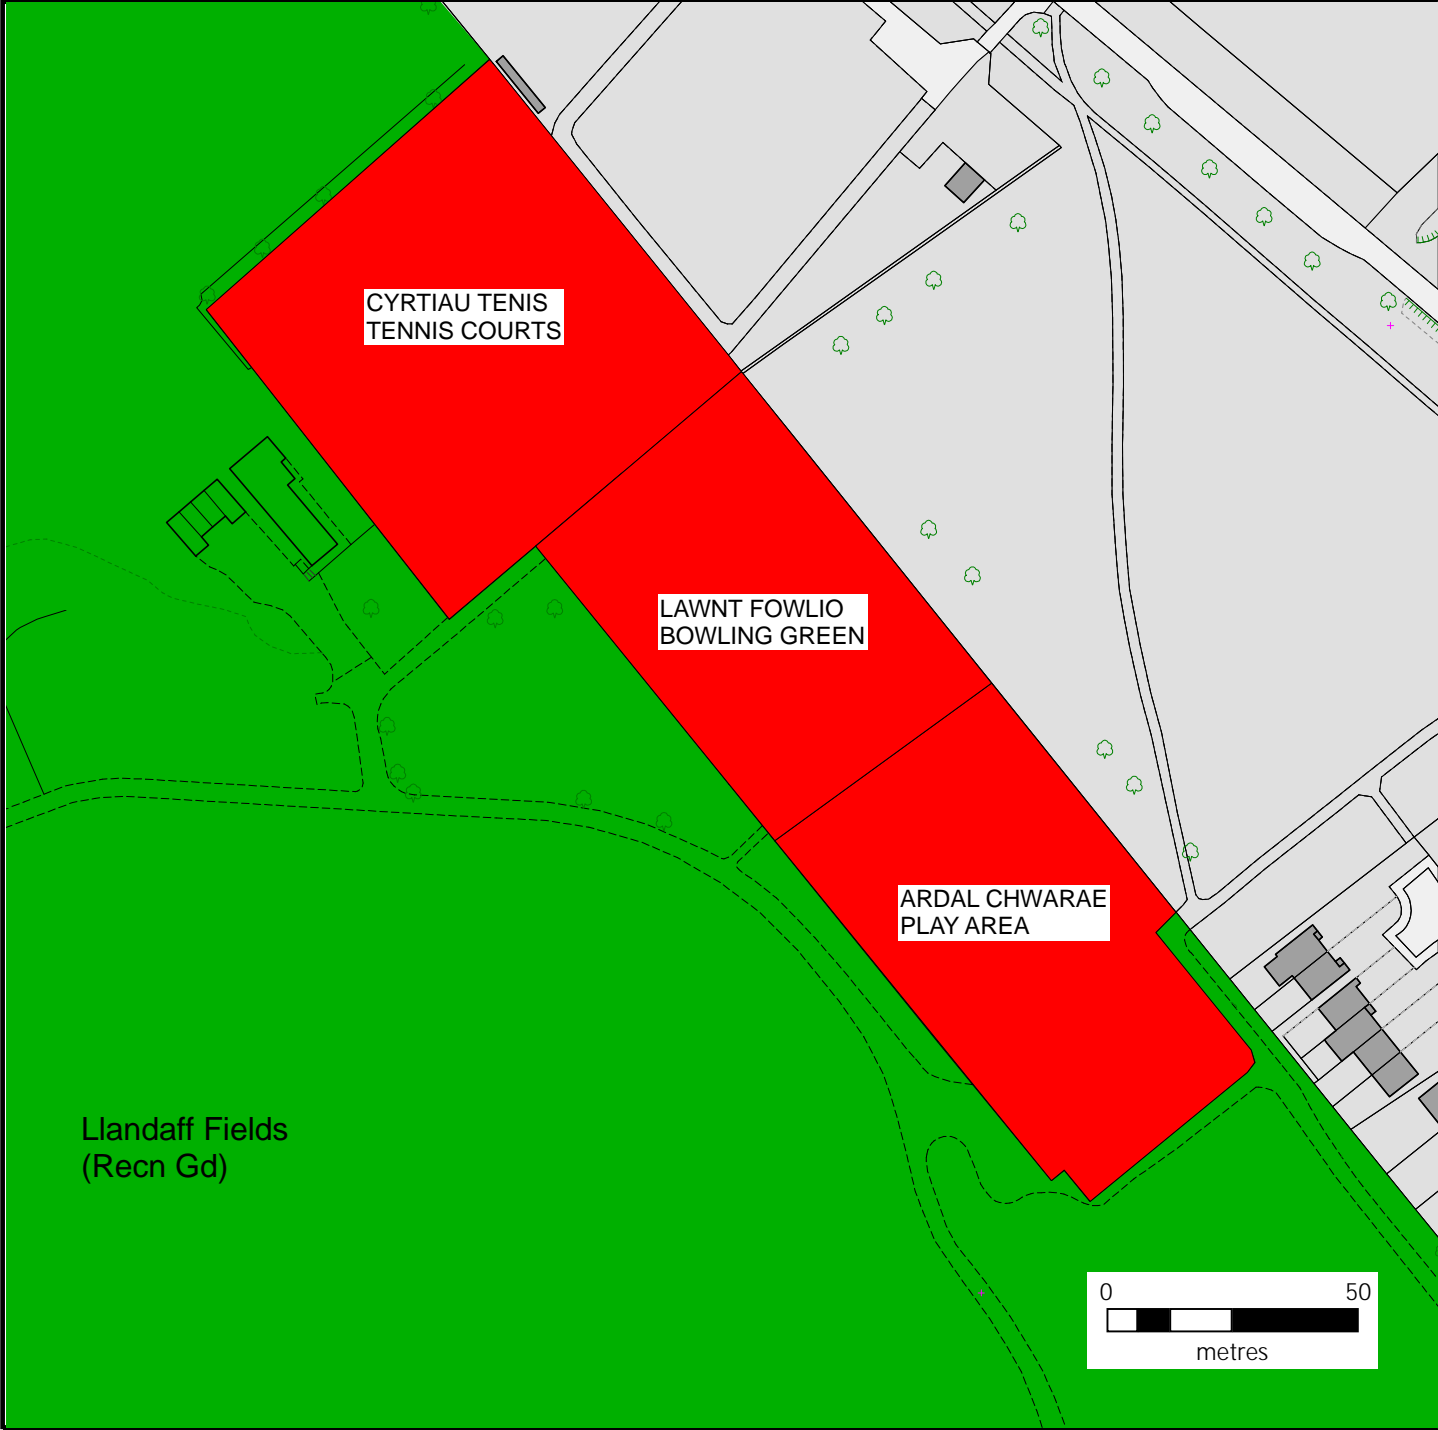 CYRTIAU TENIS
TENNIS COURTS
LAWNT FOWLIO
BOWLING GREEN
ARDAL CHWARAE
PLAY AREA
Llandaff Fields
(Recn Gd)
0 50
metres